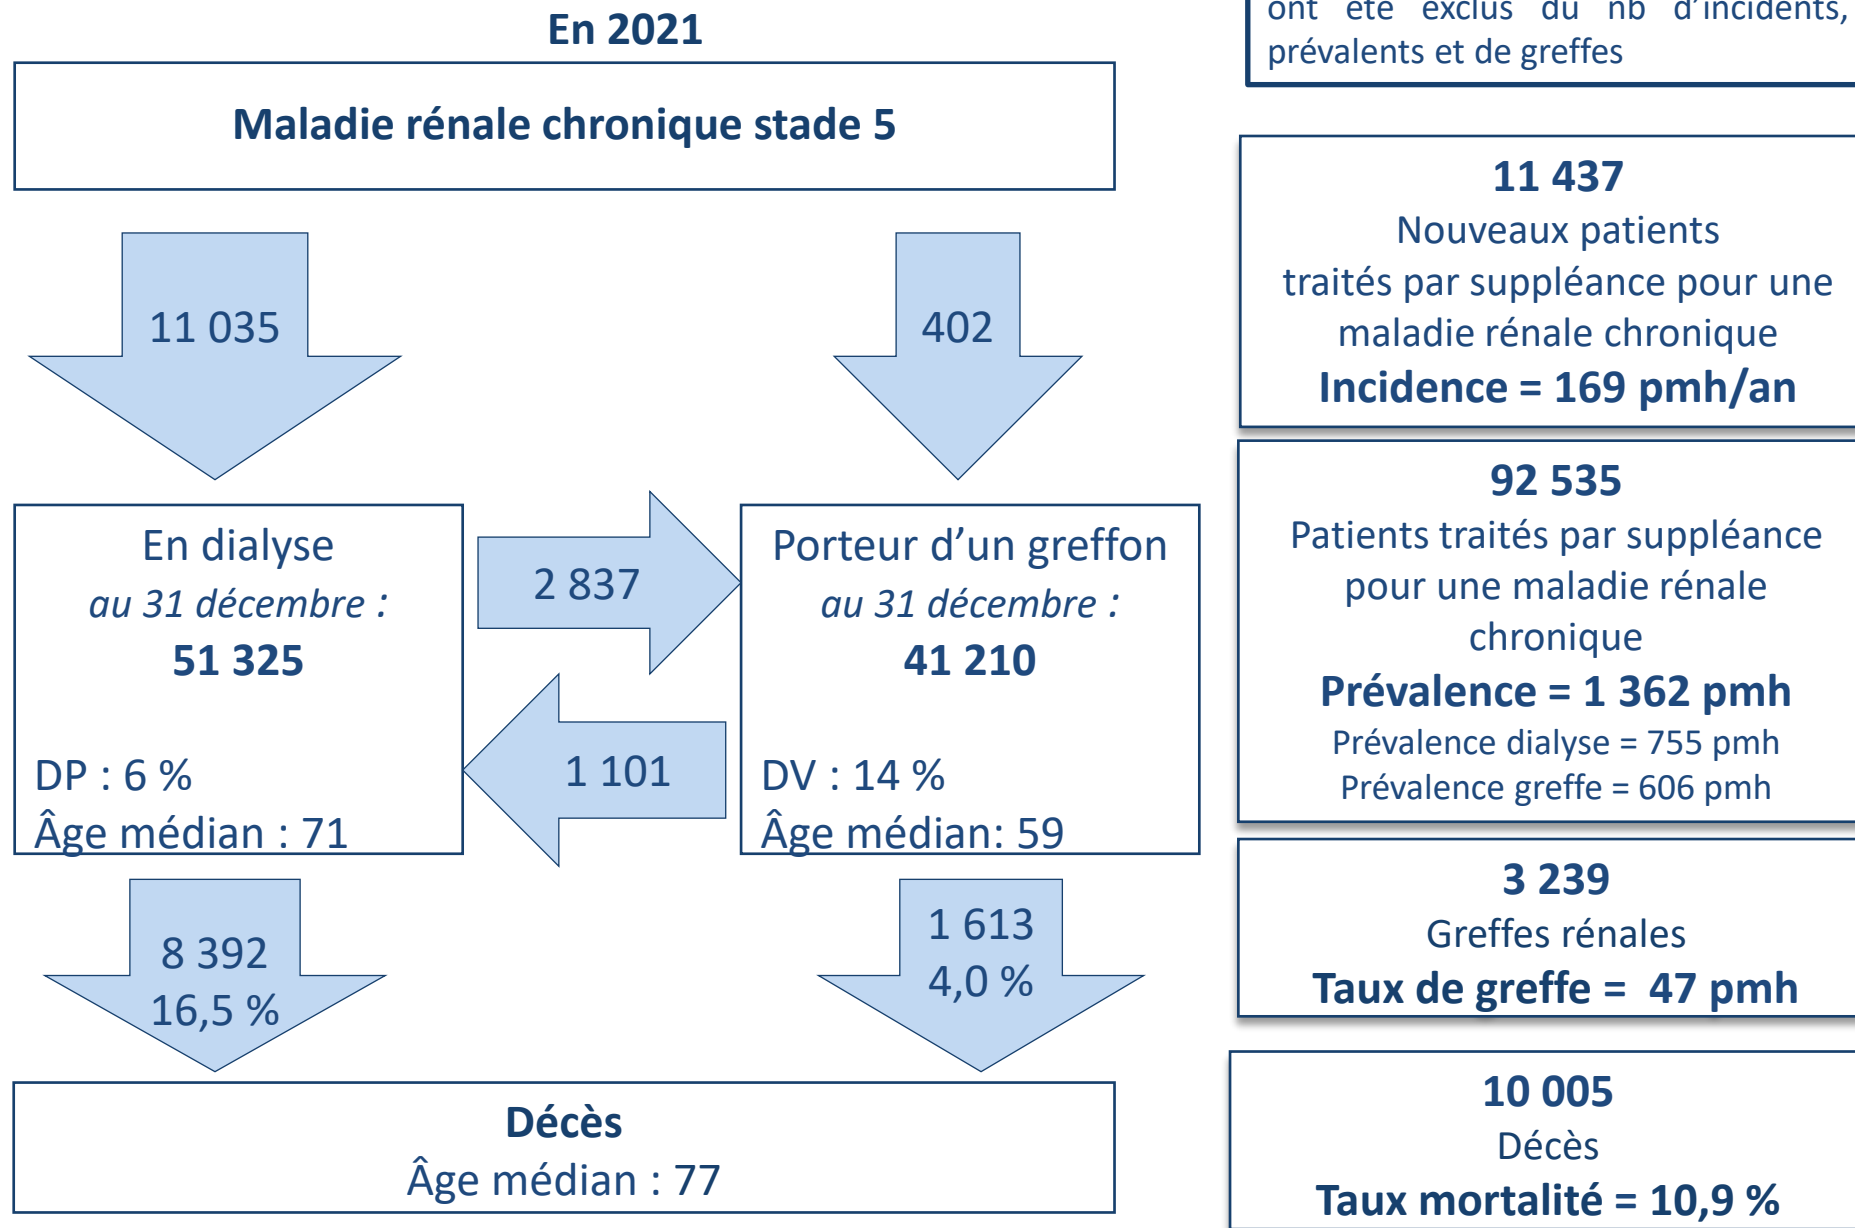 En 2021
Maladie rénale chronique stade 5
11 035
402
En dialyse
au 31 décembre :
51 325
DP : 6 %
Âge médian : 71
2 837
1 101
Porteur d'un greffon
au 31 décembre :
41 210
DV : 14 %
Âge médian: 59
8 392
16,5 %
1 613
4,0 %
Décès
Âge médian : 77
ont été exclus du nb d'incidents,
prévalents et de greffes
11 437
Nouveaux patients
traités par suppléance pour une
maladie rénale chronique
Incidence = 169 pmh/an
92 535
Patients traités par suppléance
pour une maladie rénale
chronique
Prévalence = 1 362 pmh
Prévalence dialyse = 755 pmh
Prévalence greffe = 606 pmh
3 239
Greffes rénales
Taux de greffe = 47 pmh
10 005
Décès
Taux mortalité = 10,9 %